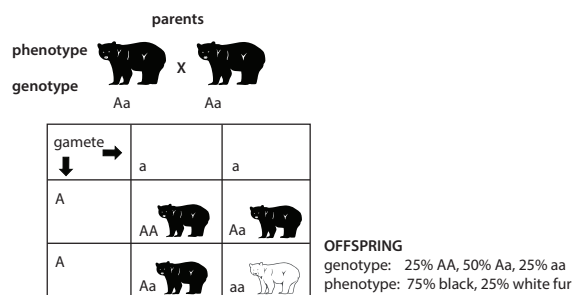 parents
phenotype
X
genotype
Aa Aa
gamete
a a
A
AA Aa
A
Aa aa
OFFSPRING
genotype: 25% AA, 50% Aa, 25% aa
phenotype: 75% black, 25% white fur